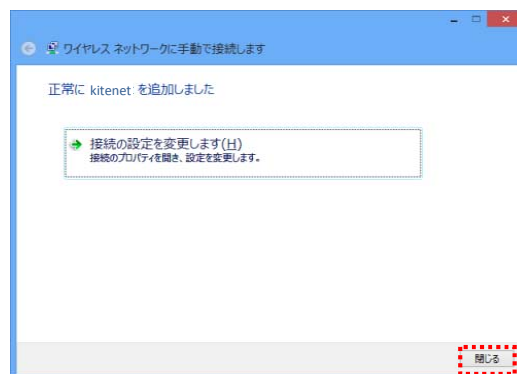 ワイヤレス ネットワークに手動で接続します
正常に kitenet を追加しました
接続の設定を変更します(H)
接続のプロパティを開き、設定を変更します。
閉じる